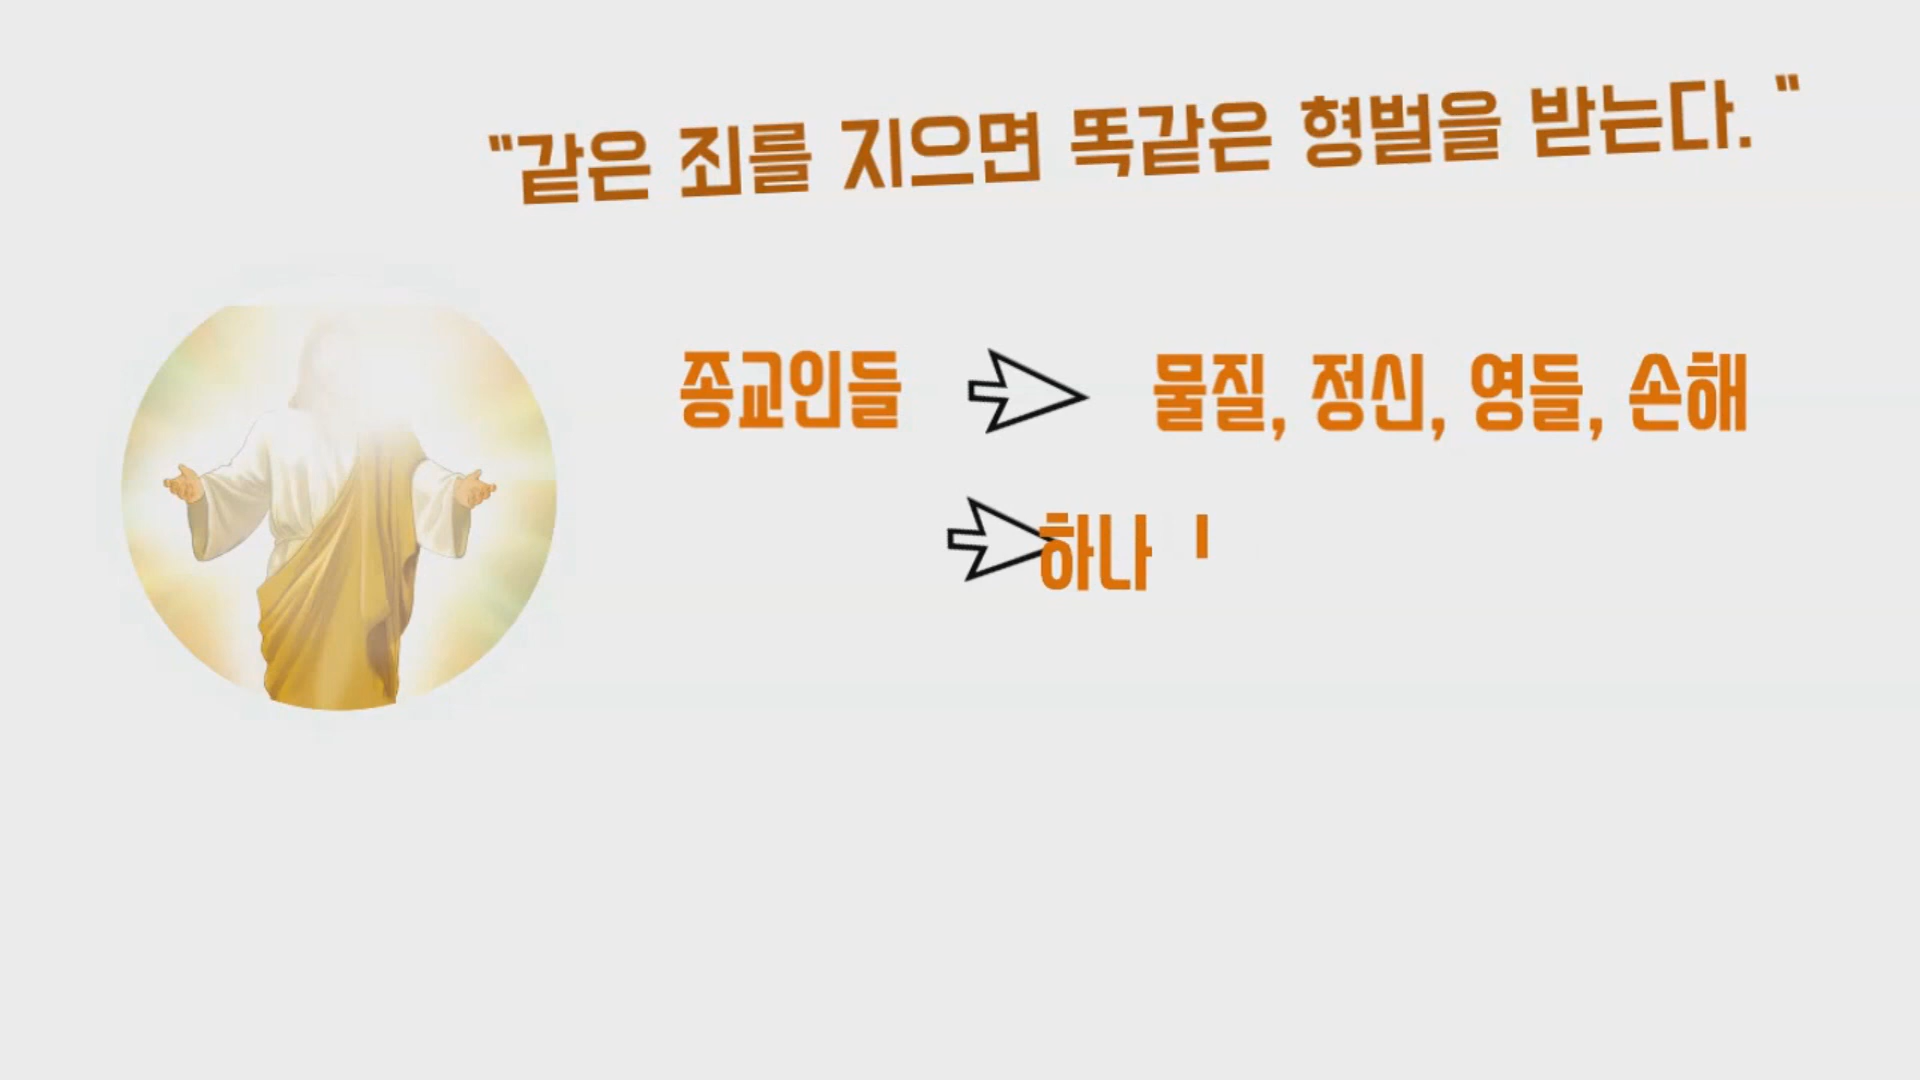 "같은 죄를 지으면 똑같은 형벌을 받는다. "
종교인들 물질, 정신, 영들, 손해
하나